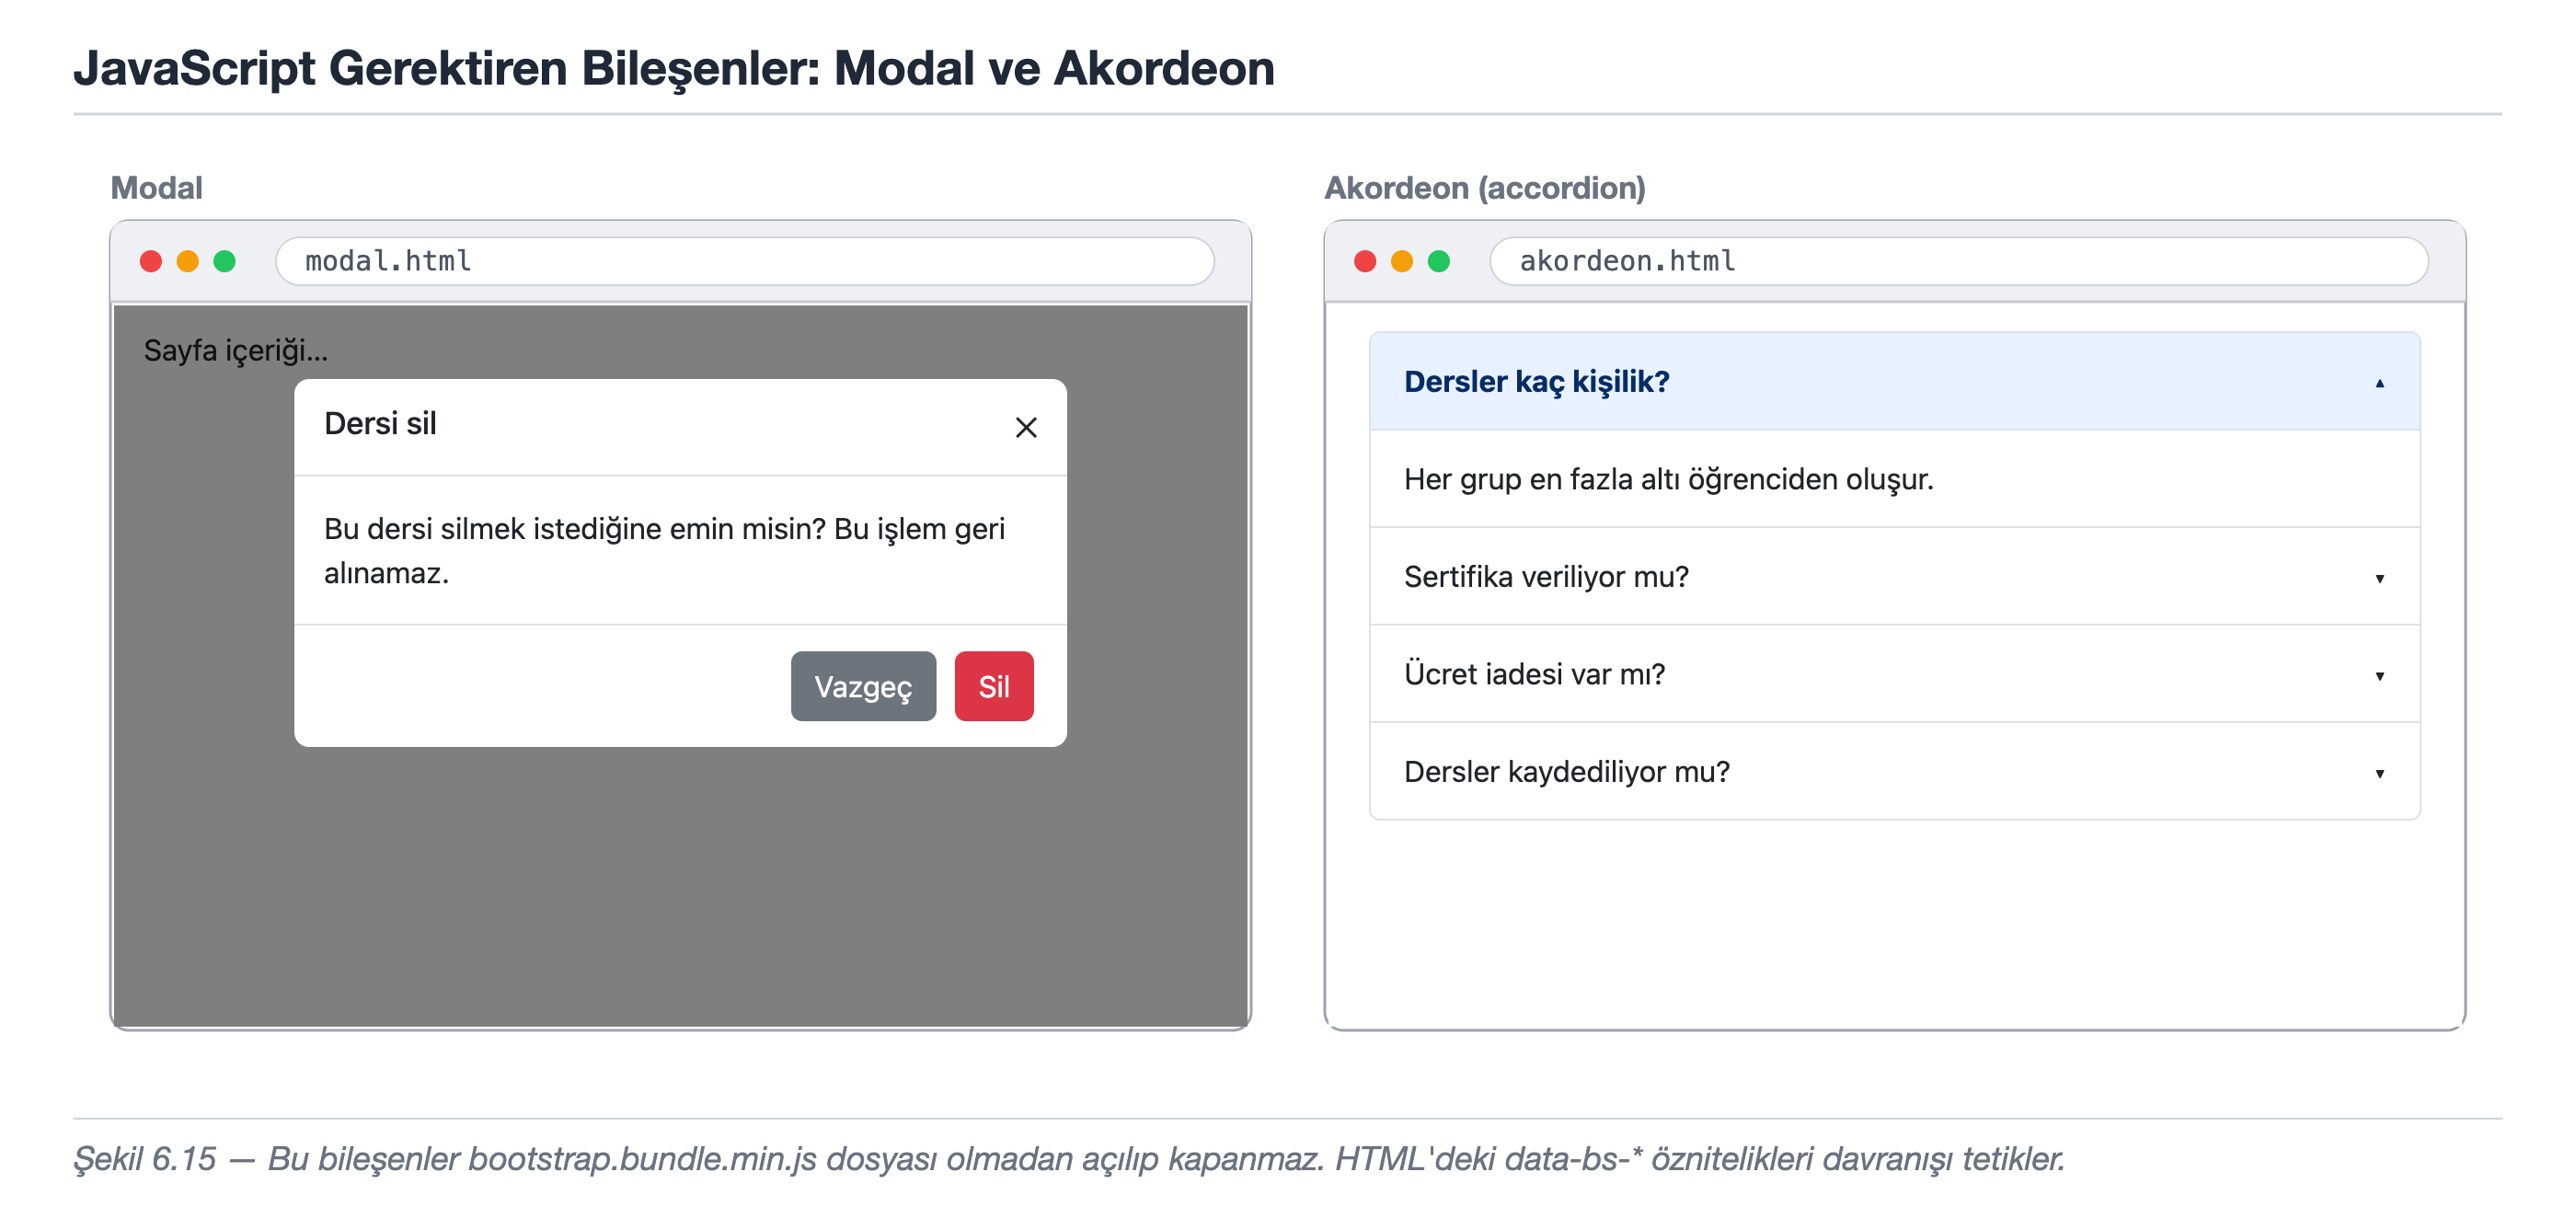 JavaScript Gerektiren Bileşenler: Modal ve Akordeon
Modal
modal.html
Sayfa içeriği...
Dersi sil
×
Bu dersi silmek istediğine emin misin? Bu işlem geri
alınamaz.
Vazgeç
Sil
Akordeon (accordion)
akordeon.html
Dersler kaç kişilik? ▲
Her grup en fazla altı öğrenciden oluşur.
Sertifika veriliyor mu? ▼
Ücret iadesi var mı? ▼
Dersler kaydediliyor mu? ▼
Şekil 6.15 — Bu bileşenler bootstrap.bundle.min.js dosyası olmadan açılıp kapanmaz. HTML'deki data-bs-* öznitelikleri davranışı tetikler.